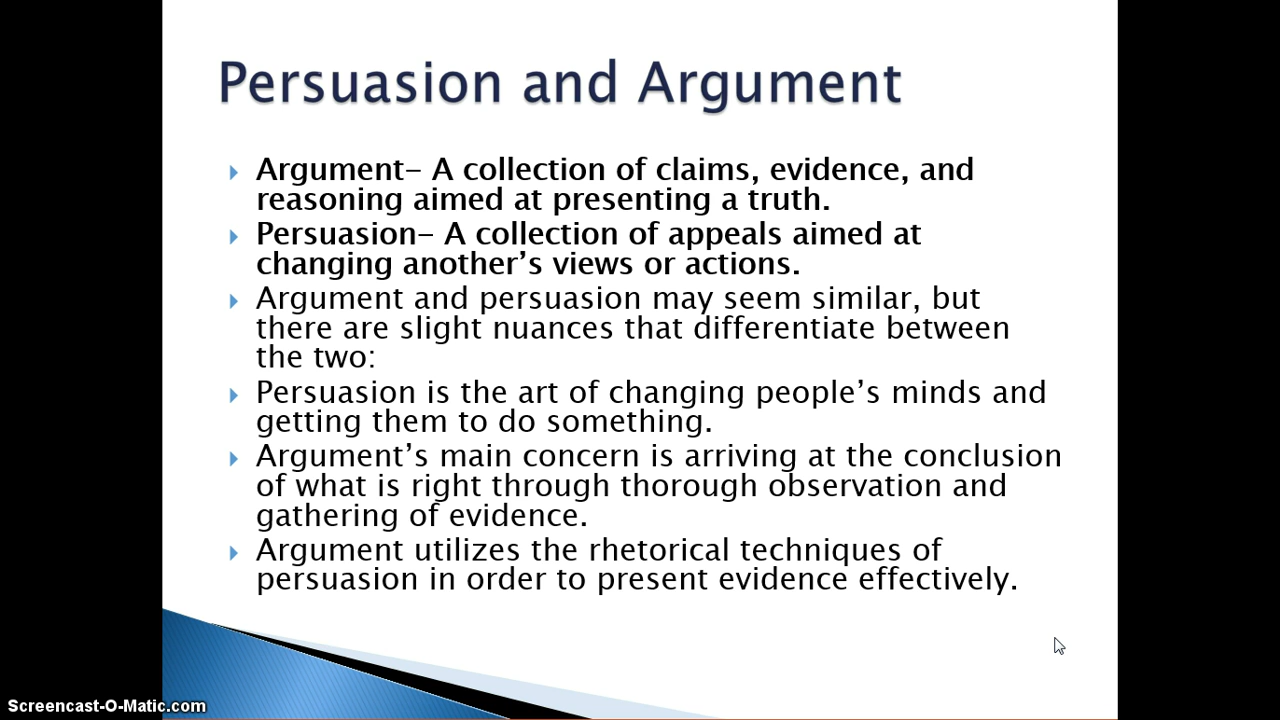 Persuasion and Argument
Argument– A collection of claims, evidence, and
reasoning aimed at presenting a truth.
Persuasion– A collection of appeals aimed at
changing another’s views or actions.
Argument and persuasion may seem similar, but
there are slight nuances that differentiate between
the two:
Persuasion is the art of changing people’s minds and
getting them to do something.
Argument’s main concern is arriving at the conclusion
of what is right through thorough observation and
gathering of evidence.
Argument utilizes the rhetorical techniques of
persuasion in order to present evidence effectively.
Screencast-O-Matic.com